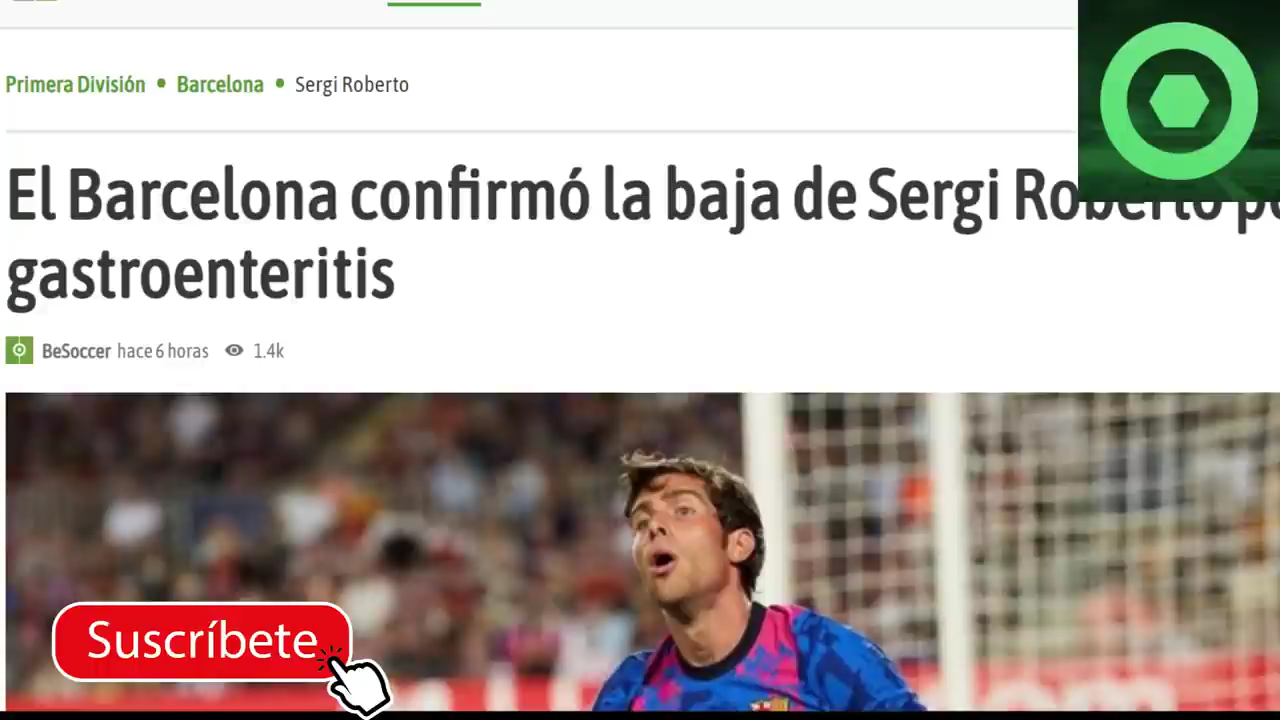 Primera División • Barcelona • Sergi Roberto
El Barcelona confirmó la baja de Sergi Roberto
gastroenteritis
BeSoccer hace 6 horas 1.4k
Suscríbete